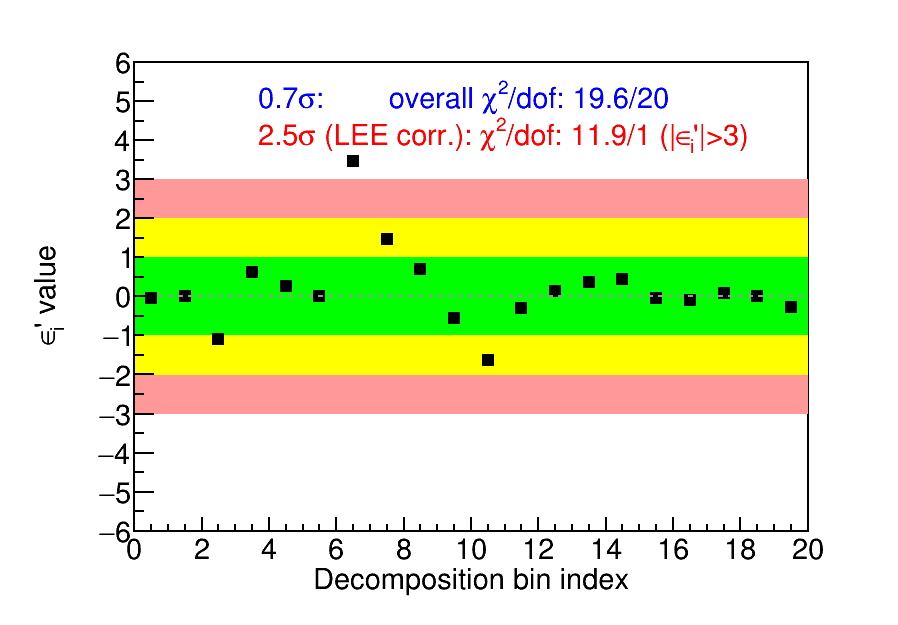 0.7σ: overall χ²/dof: 19.6/20
2.5σ (LEE corr.): χ²/dof: 11.9/1 (|ϵᵢ'|>3)
6
5
4
3
2
1
0
−1
−2
−3
−4
−5
−6
ϵᵢ' value
0 2 4 6 8 10 12 14 16 18 20
Decomposition bin index